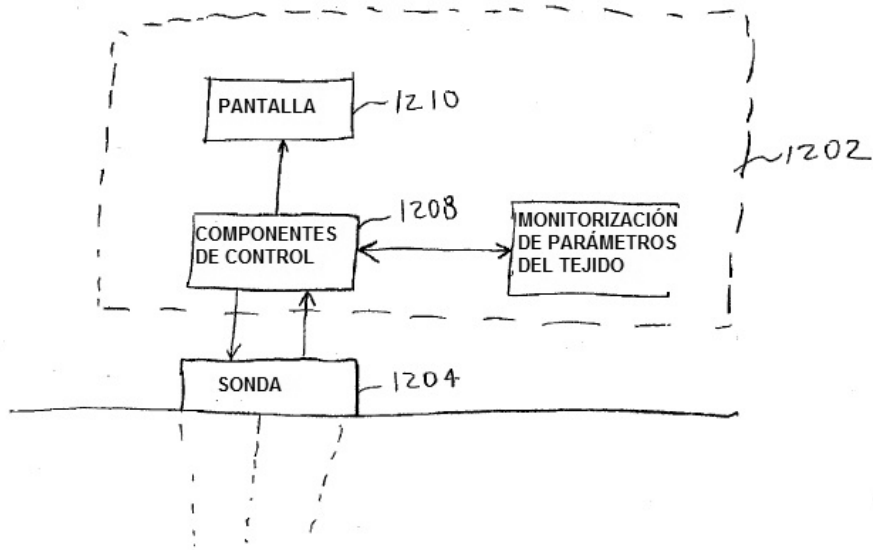 PANTALLA
1210
1202
1208
COMPONENTES
DE CONTROL
MONITORIZACIÓN
DE PARÁMETROS
DEL TEJIDO
SONDA
1204